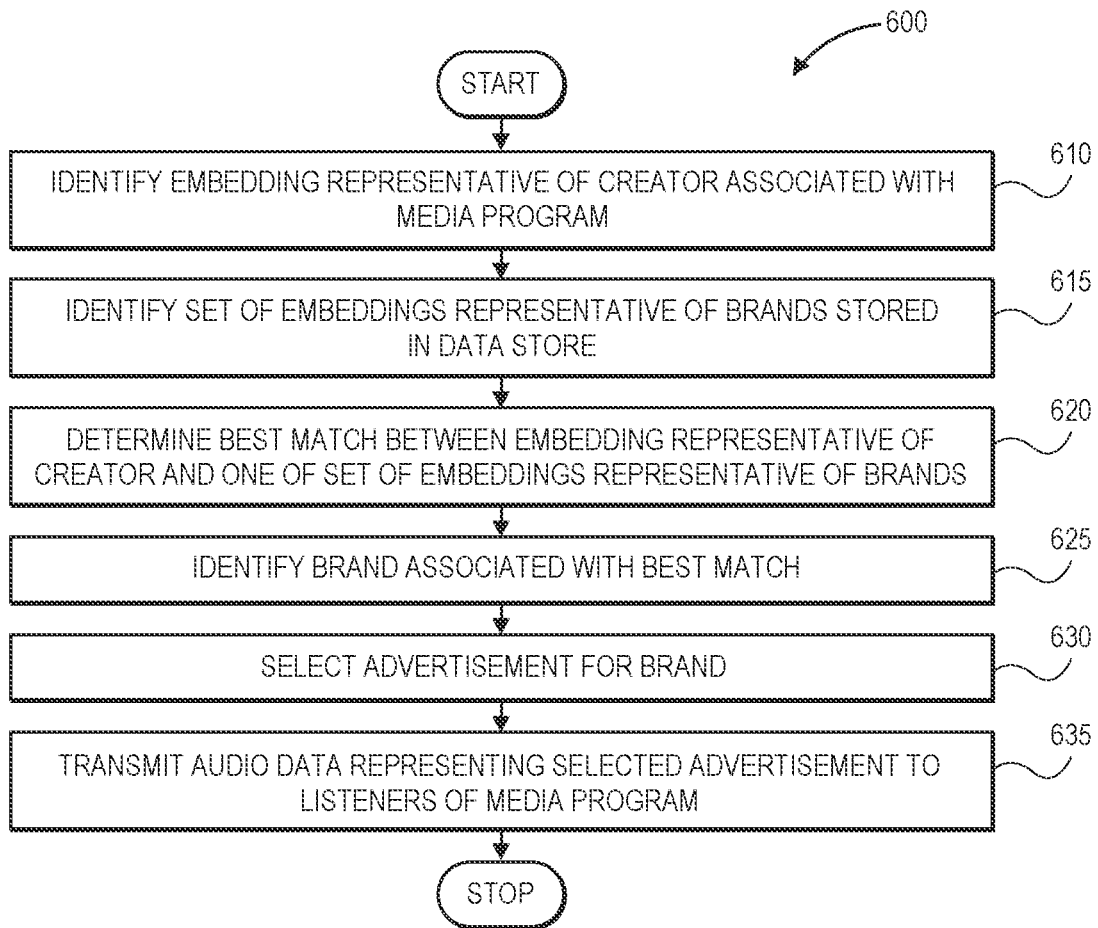 600
START
610
IDENTIFY EMBEDDING REPRESENTATIVE OF CREATOR ASSOCIATED WITH
MEDIA PROGRAM
615
IDENTIFY SET OF EMBEDDINGS REPRESENTATIVE OF BRANDS STORED
IN DATA STORE
620
DETERMINE BEST MATCH BETWEEN EMBEDDING REPRESENTATIVE OF
CREATOR AND ONE OF SET OF EMBEDDINGS REPRESENTATIVE OF BRANDS
625
IDENTIFY BRAND ASSOCIATED WITH BEST MATCH
630
SELECT ADVERTISEMENT FOR BRAND
635
TRANSMIT AUDIO DATA REPRESENTING SELECTED ADVERTISEMENT TO
LISTENERS OF MEDIA PROGRAM
STOP